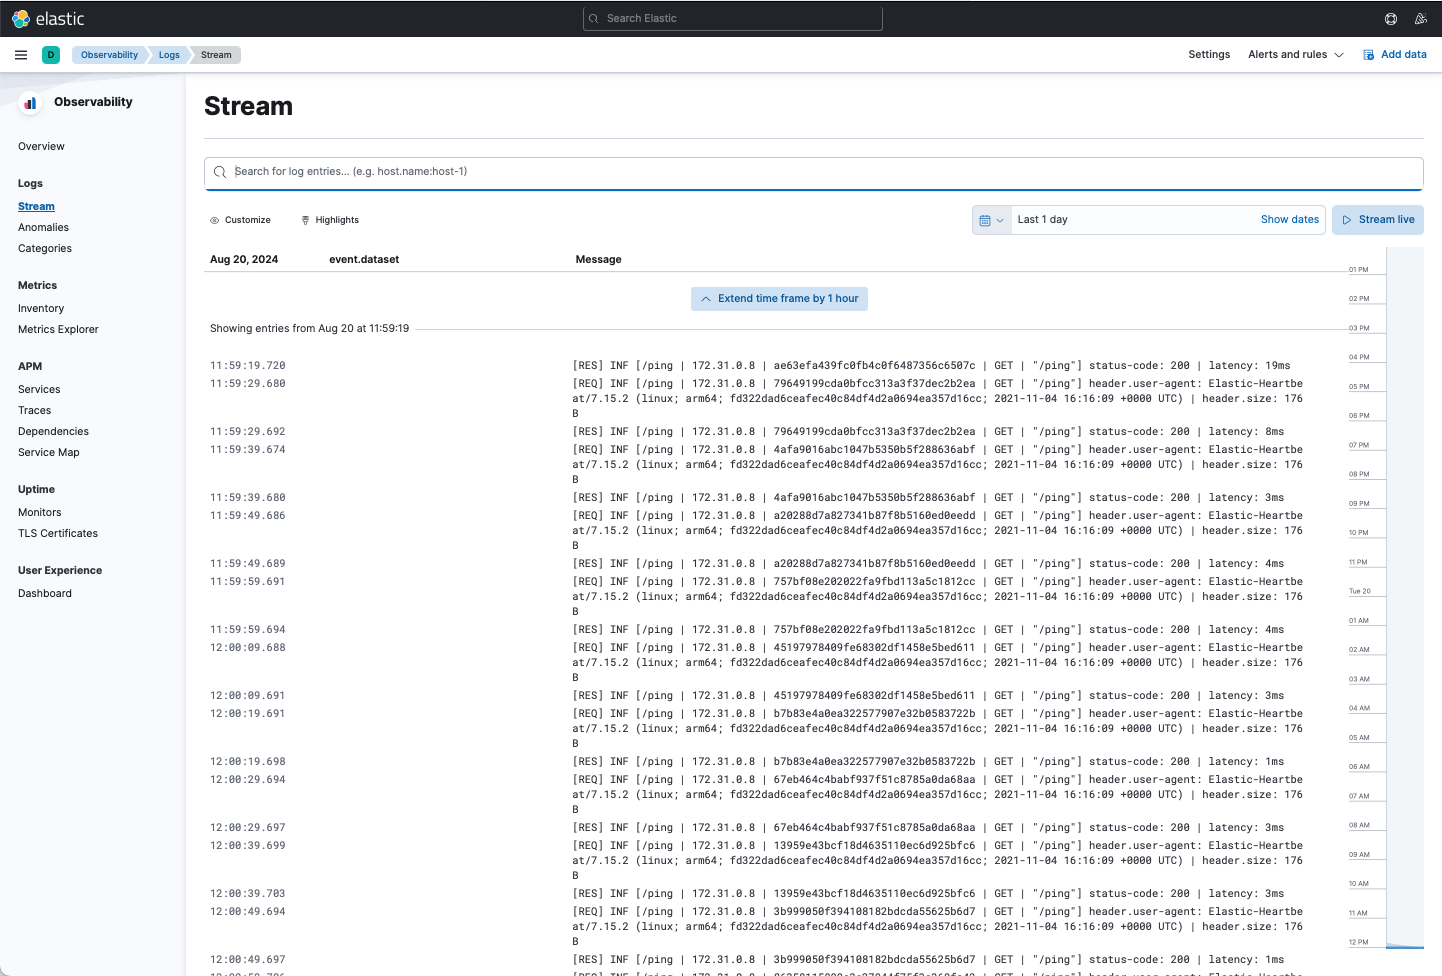 elastic
Search Elastic
D
Observability
Logs
Stream
Settings
Alerts and rules
Add data
Observability
Overview
Logs
Stream
Anomalies
Categories
Metrics
Inventory
Metrics Explorer
APM
Services
Traces
Dependencies
Service Map
Uptime
Monitors
TLS Certificates
User Experience
Dashboard
Stream
Search for log entries... (e.g. host.name:host-1)
Customize
Highlights
Last 1 day
Show dates
Stream live
Aug 20, 2024 event.dataset Message
Extend time frame by 1 hour
Showing entries from Aug 20 at 11:59:19
11:59:19.720 [RES] INF [/ping | 172.31.0.8 | ae63efa439fc0fb4c0f6487356c6507c | GET | "/ping"] status-code: 200 | latency: 19ms
11:59:29.680 [REQ] INF [/ping | 172.31.0.8 | 79649199cda0bfcc313a3f37dec2b2ea | GET | "/ping"] header.user-agent: Elastic-Heartbe
at/7.15.2 (linux; arm64; fd322dad6ceafec40c84df4d2a0694ea357d16cc; 2021-11-04 16:16:09 +0000 UTC) | header.size: 176
B
11:59:29.692 [RES] INF [/ping | 172.31.0.8 | 79649199cda0bfcc313a3f37dec2b2ea | GET | "/ping"] status-code: 200 | latency: 8ms
11:59:39.674 [REQ] INF [/ping | 172.31.0.8 | 4afa9016abc1047b5350b5f288636abf | GET | "/ping"] header.user-agent: Elastic-Heartbe
at/7.15.2 (linux; arm64; fd322dad6ceafec40c84df4d2a0694ea357d16cc; 2021-11-04 16:16:09 +0000 UTC) | header.size: 176
B
11:59:39.680 [RES] INF [/ping | 172.31.0.8 | 4afa9016abc1047b5350b5f288636abf | GET | "/ping"] status-code: 200 | latency: 3ms
11:59:49.686 [REQ] INF [/ping | 172.31.0.8 | a20288d7a827341b87f8b5160ed0eedd | GET | "/ping"] header.user-agent: Elastic-Heartbe
at/7.15.2 (linux; arm64; fd322dad6ceafec40c84df4d2a0694ea357d16cc; 2021-11-04 16:16:09 +0000 UTC) | header.size: 176
B
11:59:49.689 [RES] INF [/ping | 172.31.0.8 | a20288d7a827341b87f8b5160ed0eedd | GET | "/ping"] status-code: 200 | latency: 4ms
11:59:59.691 [REQ] INF [/ping | 172.31.0.8 | 757bf08e202022fa9fbd113a5c1812cc | GET | "/ping"] header.user-agent: Elastic-Heartbe
at/7.15.2 (linux; arm64; fd322dad6ceafec40c84df4d2a0694ea357d16cc; 2021-11-04 16:16:09 +0000 UTC) | header.size: 176
B
11:59:59.694 [RES] INF [/ping | 172.31.0.8 | 757bf08e202022fa9fbd113a5c1812cc | GET | "/ping"] status-code: 200 | latency: 4ms
12:00:09.688 [REQ] INF [/ping | 172.31.0.8 | 45197978409fe68302df1458e5bed611 | GET | "/ping"] header.user-agent: Elastic-Heartbe
at/7.15.2 (linux; arm64; fd322dad6ceafec40c84df4d2a0694ea357d16cc; 2021-11-04 16:16:09 +0000 UTC) | header.size: 176
B
12:00:09.691 [RES] INF [/ping | 172.31.0.8 | 45197978409fe68302df1458e5bed611 | GET | "/ping"] status-code: 200 | latency: 3ms
12:00:19.691 [REQ] INF [/ping | 172.31.0.8 | b7b83e4a0ea322577907e32b0583722b | GET | "/ping"] header.user-agent: Elastic-Heartbe
at/7.15.2 (linux; arm64; fd322dad6ceafec40c84df4d2a0694ea357d16cc; 2021-11-04 16:16:09 +0000 UTC) | header.size: 176
B
12:00:19.698 [RES] INF [/ping | 172.31.0.8 | b7b83e4a0ea322577907e32b0583722b | GET | "/ping"] status-code: 200 | latency: 1ms
12:00:29.694 [REQ] INF [/ping | 172.31.0.8 | 67eb464c4babf937f51c8785a0da68aa | GET | "/ping"] header.user-agent: Elastic-Heartbe
at/7.15.2 (linux; arm64; fd322dad6ceafec40c84df4d2a0694ea357d16cc; 2021-11-04 16:16:09 +0000 UTC) | header.size: 176
B
12:00:29.697 [RES] INF [/ping | 172.31.0.8 | 67eb464c4babf937f51c8785a0da68aa | GET | "/ping"] status-code: 200 | latency: 3ms
12:00:39.699 [REQ] INF [/ping | 172.31.0.8 | 13959e43bcf18d4635110ec6d925bfc6 | GET | "/ping"] header.user-agent: Elastic-Heartbe
at/7.15.2 (linux; arm64; fd322dad6ceafec40c84df4d2a0694ea357d16cc; 2021-11-04 16:16:09 +0000 UTC) | header.size: 176
B
12:00:39.703 [RES] INF [/ping | 172.31.0.8 | 13959e43bcf18d4635110ec6d925bfc6 | GET | "/ping"] status-code: 200 | latency: 3ms
12:00:49.694 [REQ] INF [/ping | 172.31.0.8 | 3b999050f394108182bdcda55625b6d7 | GET | "/ping"] header.user-agent: Elastic-Heartbe
at/7.15.2 (linux; arm64; fd322dad6ceafec40c84df4d2a0694ea357d16cc; 2021-11-04 16:16:09 +0000 UTC) | header.size: 176
B
12:00:49.697 [RES] INF [/ping | 172.31.0.8 | 3b999050f394108182bdcda55625b6d7 | GET | "/ping"] status-code: 200 | latency: 1ms
01 PM
02 PM
03 PM
04 PM
05 PM
06 PM
07 PM
08 PM
09 PM
10 PM
11 PM
Tue 20
01 AM
02 AM
03 AM
04 AM
05 AM
06 AM
07 AM
08 AM
09 AM
10 AM
11 AM
12 PM